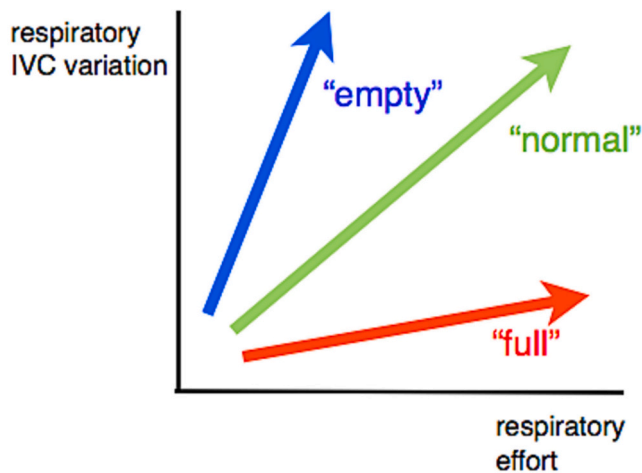 respiratory
IVC variation
“empty”
“normal”
“full”
respiratory
effort